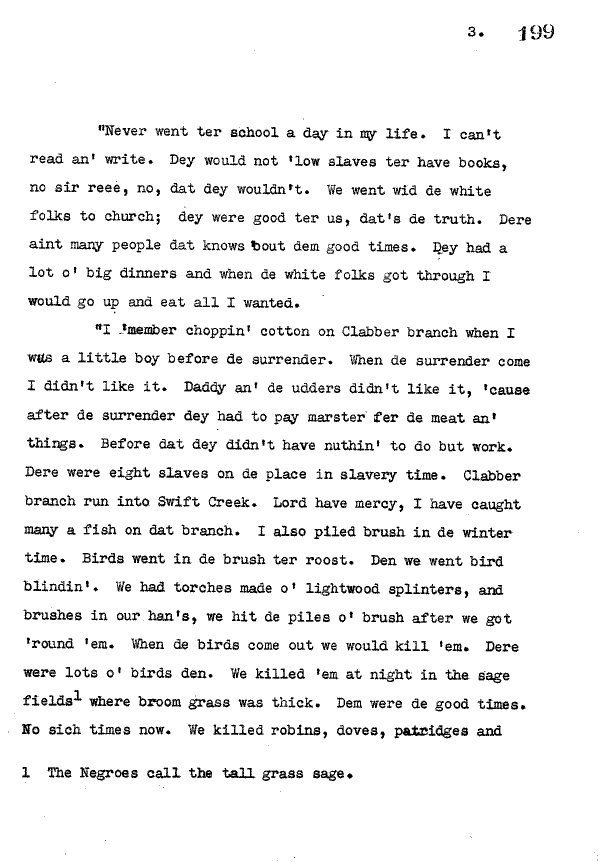 3. 199
"Never went ter school a day in my life. I can't
read an' write. Dey would not 'low slaves ter have books,
no sir reee, no, dat dey wouldn't. We went wid de white
folks to church; dey were good ter us, dat's de truth. Dere
aint many people dat knows bout dem good times. Dey had a
lot o' big dinners and when de white folks got through I
would go up and eat all I wanted.
"I 'member choppin' cotton on Clabber branch when I
was a little boy before de surrender. When de surrender come
I didn't like it. Daddy an' de udders didn't like it, 'cause
after de surrender dey had to pay marster fer de meat an'
things. Before dat dey didn't have nuthin' to do but work.
Dere were eight slaves on de place in slavery time. Clabber
branch run into Swift Creek. Lord have mercy, I have caught
many a fish on dat branch. I also piled brush in de winter
time. Birds went in de brush ter roost. Den we went bird
blindin'. We had torches made o' lightwood splinters, and
brushes in our han's, we hit de piles o' brush after we got
'round 'em. When de birds come out we would kill 'em. Dere
were lots o' birds den. We killed 'em at night in the sage
fields1 where broom grass was thick. Dem were de good times.
No sich times now. We killed robins, doves, patridges and
1 The Negroes call the tall grass sage.